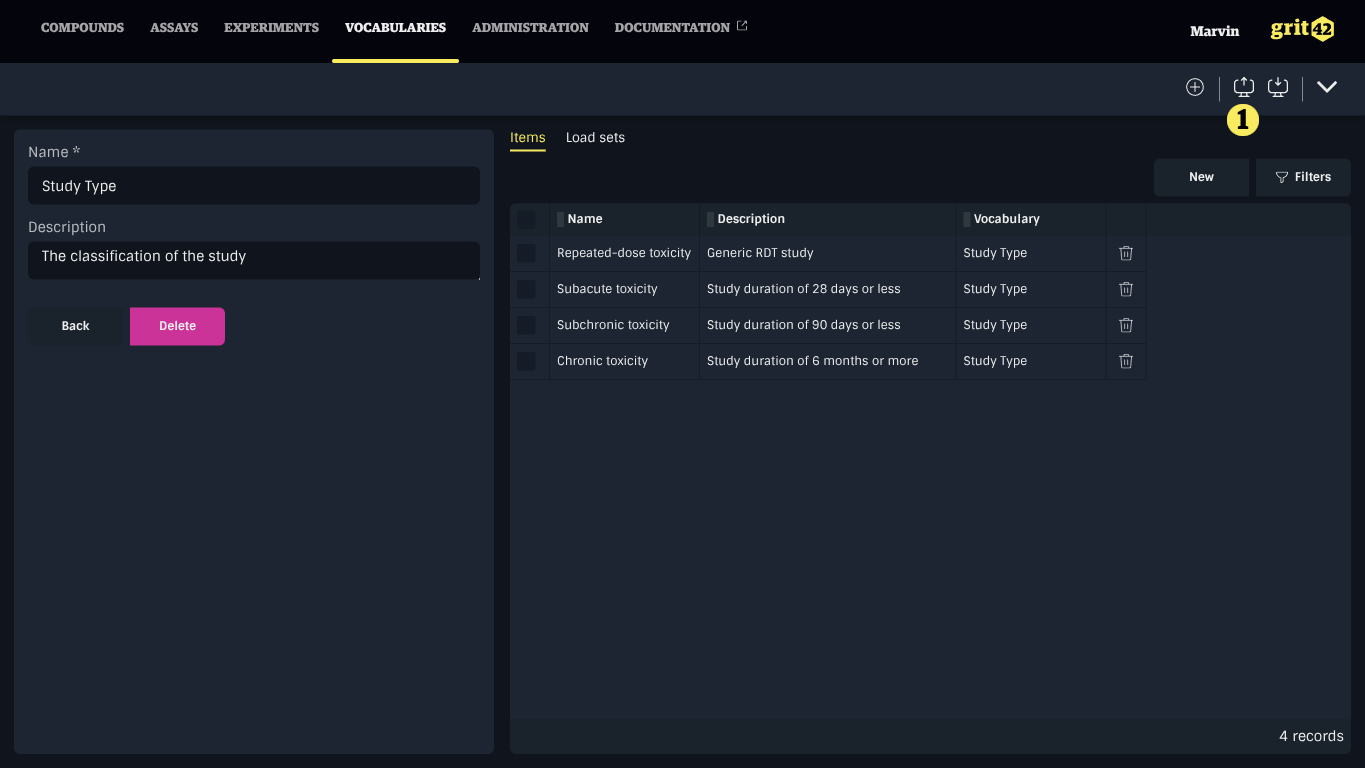 COMPOUNDS ASSAYS EXPERIMENTS VOCABULARIES ADMINISTRATION DOCUMENTATION
Marvin grit42
1
Name *
Study Type
Description
The classification of the study
Back Delete
Items Load sets
New Filters
Name Description Vocabulary
Repeated-dose toxicity Generic RDT study Study Type
Subacute toxicity Study duration of 28 days or less Study Type
Subchronic toxicity Study duration of 90 days or less Study Type
Chronic toxicity Study duration of 6 months or more Study Type
4 records